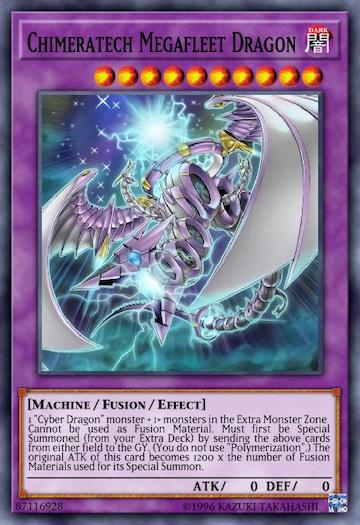 CHIMERATECH MEGAFLEET DRAGON
DARK
闇
[MACHINE / FUSION / EFFECT]
1 "Cyber Dragon" monster + 1+ monsters in the Extra Monster Zone
Cannot be used as Fusion Material. Must first be Special
Summoned (from your Extra Deck) by sending the above cards
from either field to the GY. (You do not use "Polymerization".) The
original ATK of this card becomes 1200 x the number of Fusion
Materials used for its Special Summon.
ATK/ 0 DEF/ 0
87116928
©1996 KAZUKI TAKAHASHI